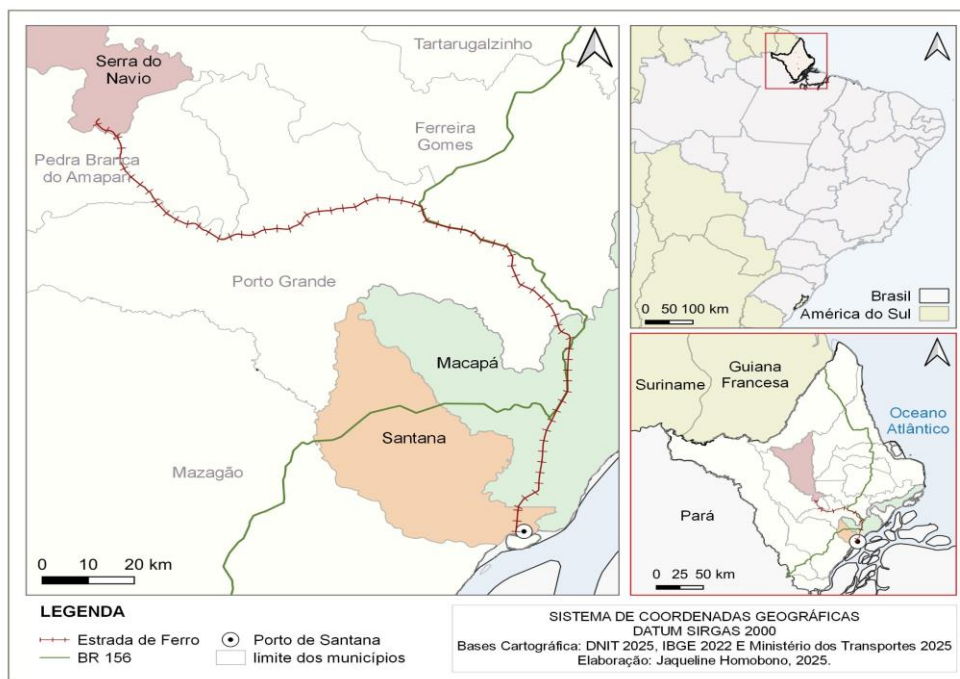 Tartarugalzinho
Serra do
Navio
Ferreira
Gomes
Pedra Branca
do Amapari
Porto Grande
Macapá
Santana
Mazagão
0 10 20 km
Brasil
América do Sul
0 50 100 km
Suriname
Guiana
Francesa
Oceano
Atlântico
Pará
0 25 50 km
LEGENDA
Estrada de Ferro
Porto de Santana
BR 156
limite dos municípios
SISTEMA DE COORDENADAS GEOGRÁFICAS
DATUM SIRGAS 2000
Bases Cartográfica: DNIT 2025, IBGE 2022 E Ministério dos Transportes 2025
Elaboração: Jaqueline Homobono, 2025.